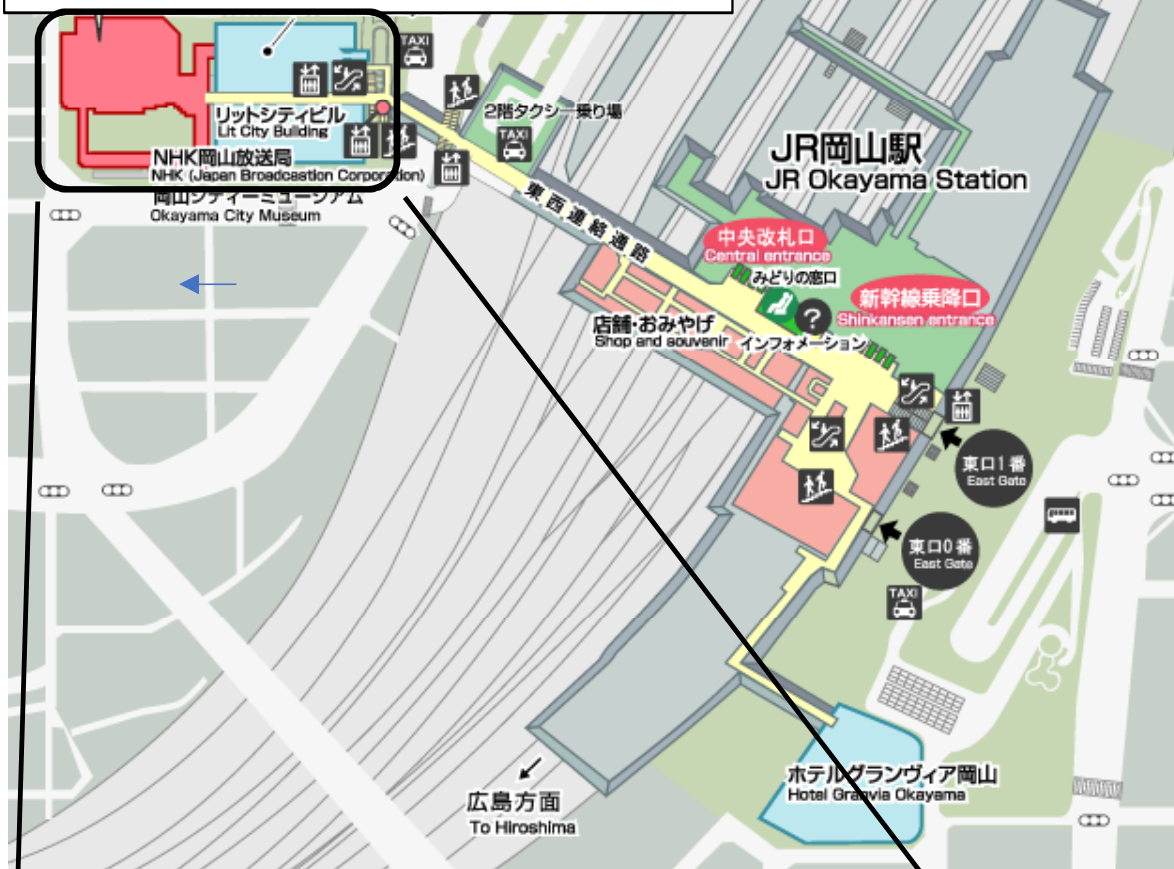 TAXI
2階タクシー乗り場
TAXI
リットシティビル
Lit City Building
NHK岡山放送局
NHK (Japan Broadcastion Corporation)
岡山シティーミュージアム
Okayama City Museum
東西連絡通路
JR岡山駅
JR Okayama Station
中央改札口
Central entrance
みどりの窓口
新幹線乗降口
Shinkansen entrance
?
インフォメーション
店舗・おみやげ
Shop and souvenir
東口1番
East Gate
東口0番
East Gate
TAXI
ホテルグランヴィア岡山
Hotel Granvia Okayama
広島方面
To Hiroshima